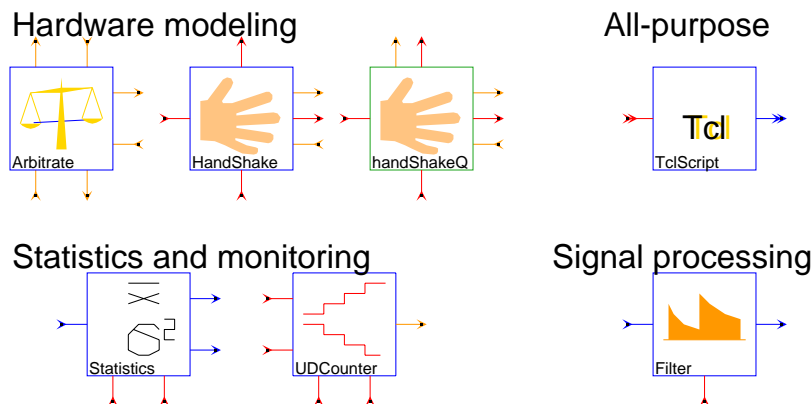 Hardware modeling
All-purpose
Arbitrate
HandShake
handShakeQ
Tcl
TclScript
Statistics and monitoring
Signal processing
Statistics
UDCounter
Filter